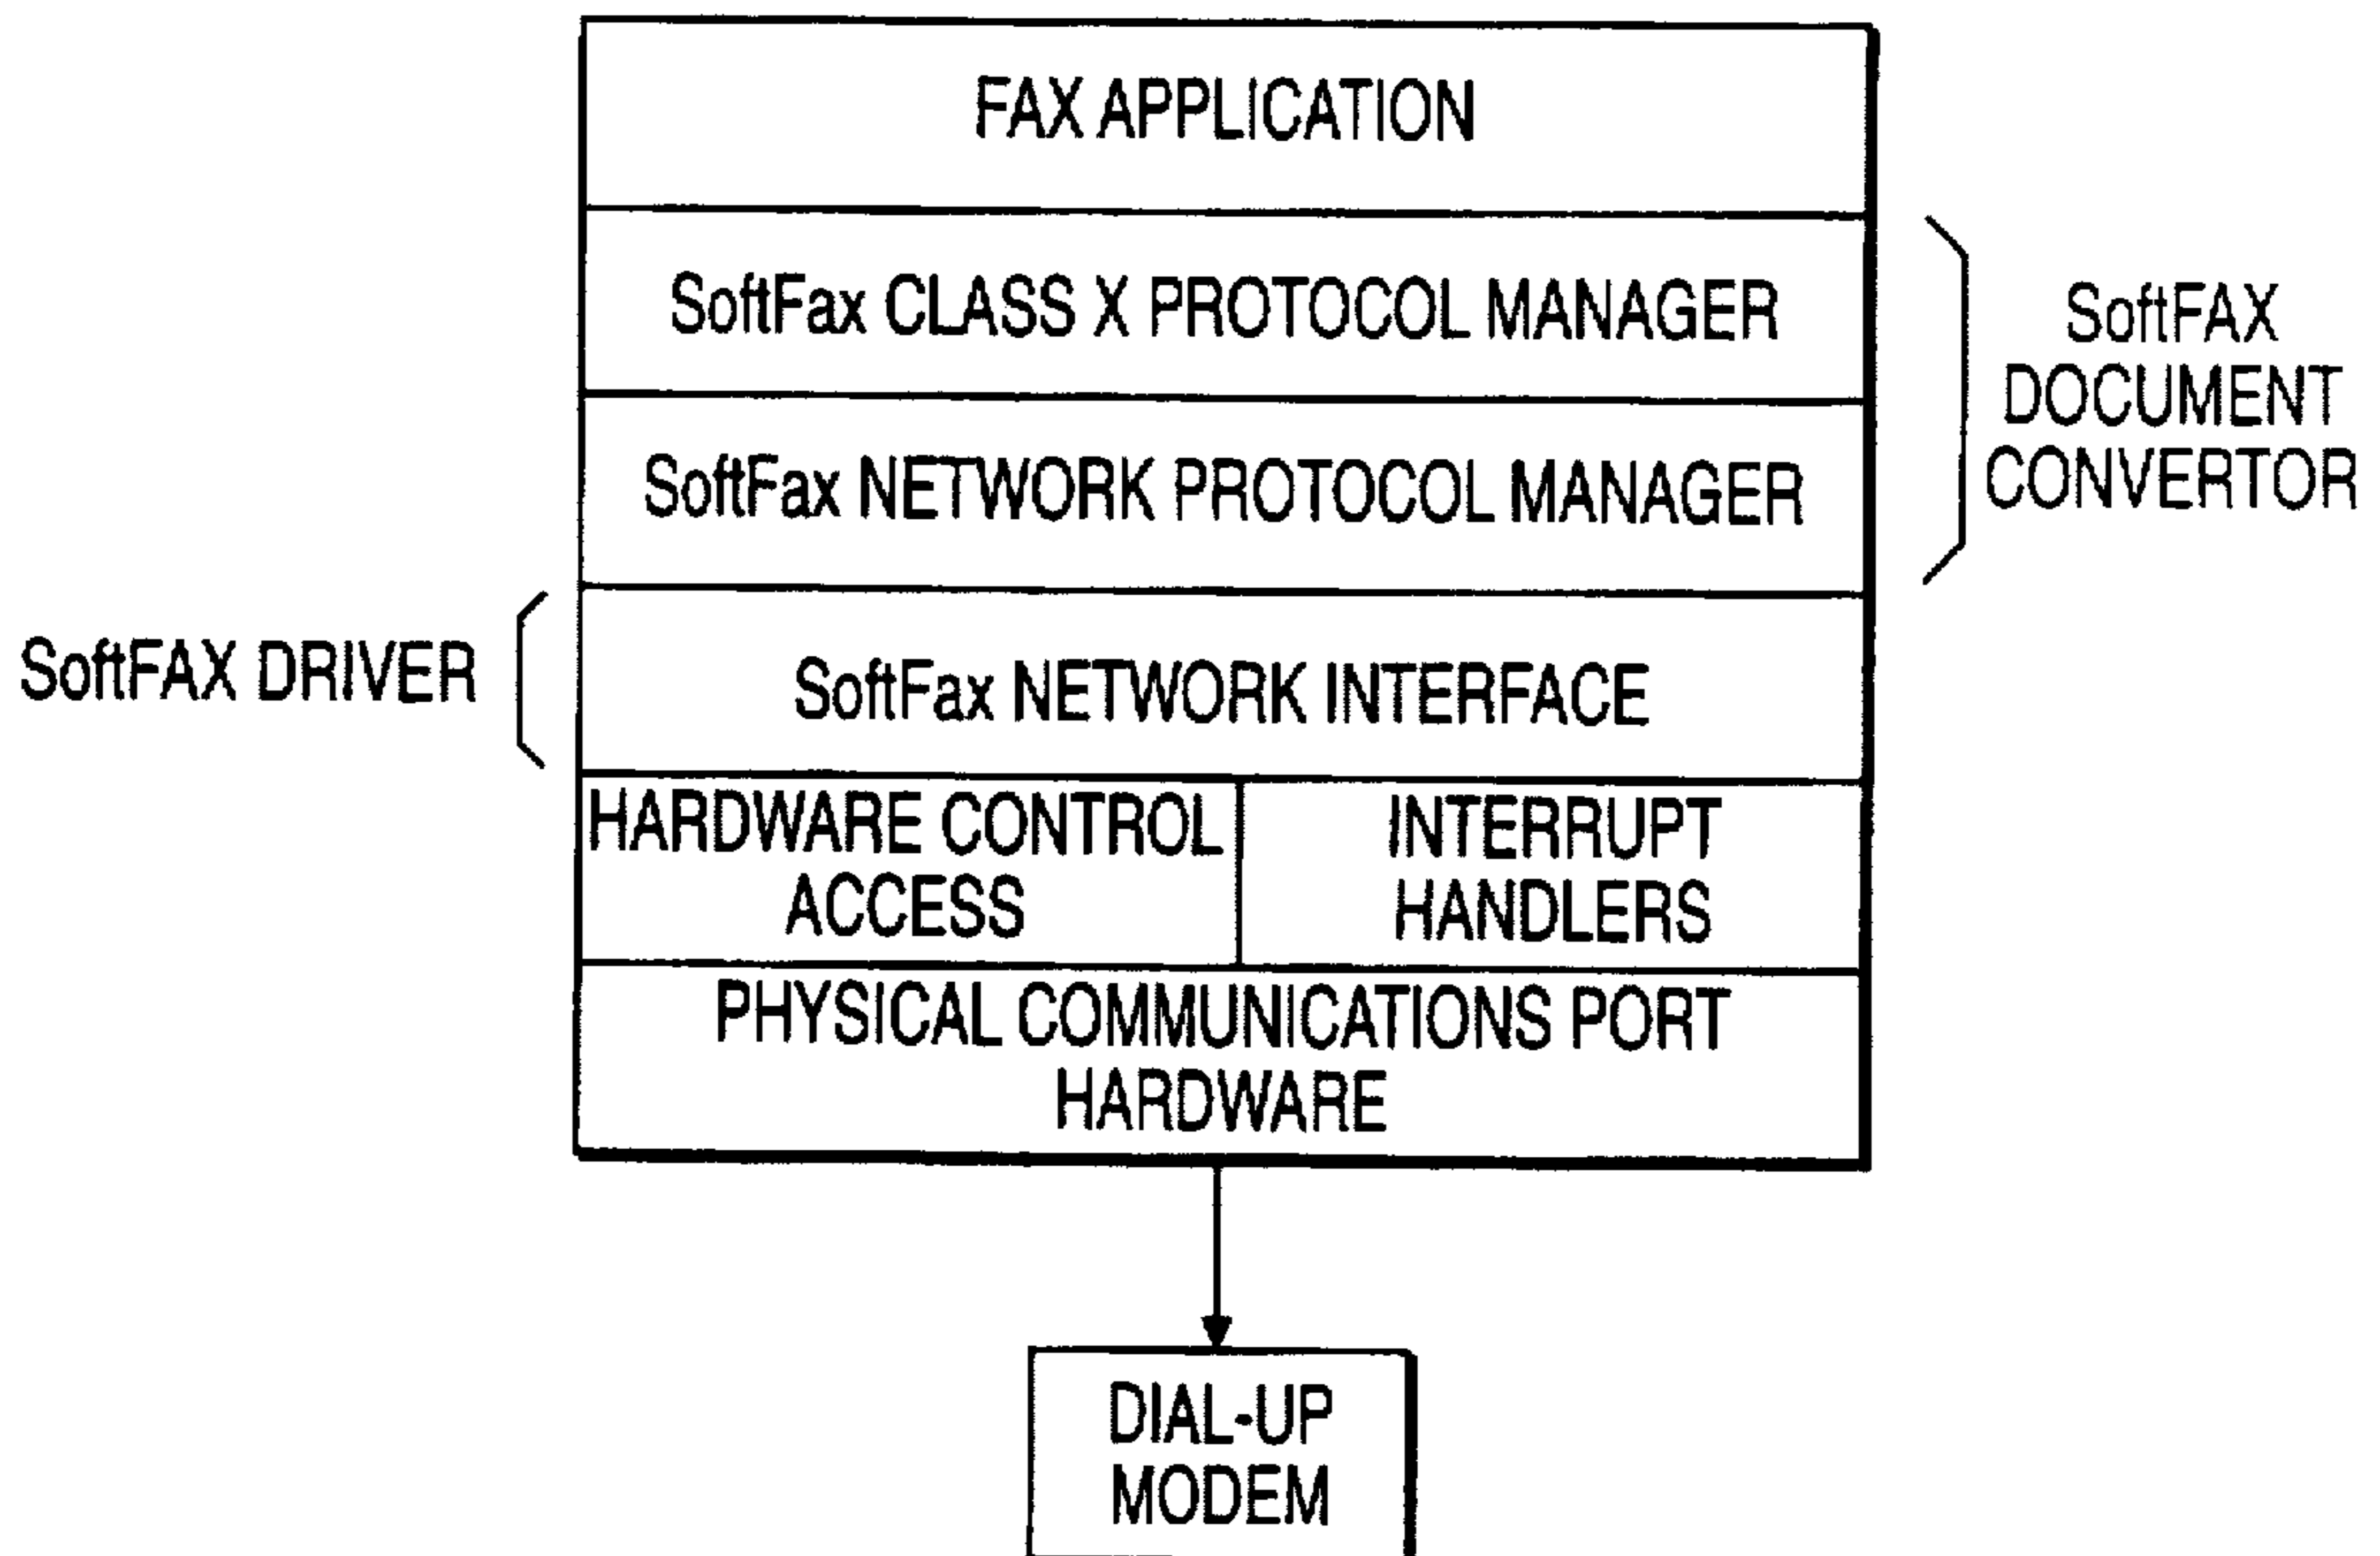 FAX APPLICATION
SoftFax CLASS X PROTOCOL MANAGER
SoftFax NETWORK PROTOCOL MANAGER
SoftFAX
DOCUMENT
CONVERTOR
SoftFAX DRIVER
SoftFax NETWORK INTERFACE
HARDWARE CONTROL
ACCESS
INTERRUPT
HANDLERS
PHYSICAL COMMUNICATIONS PORT
HARDWARE
DIAL-UP
MODEM